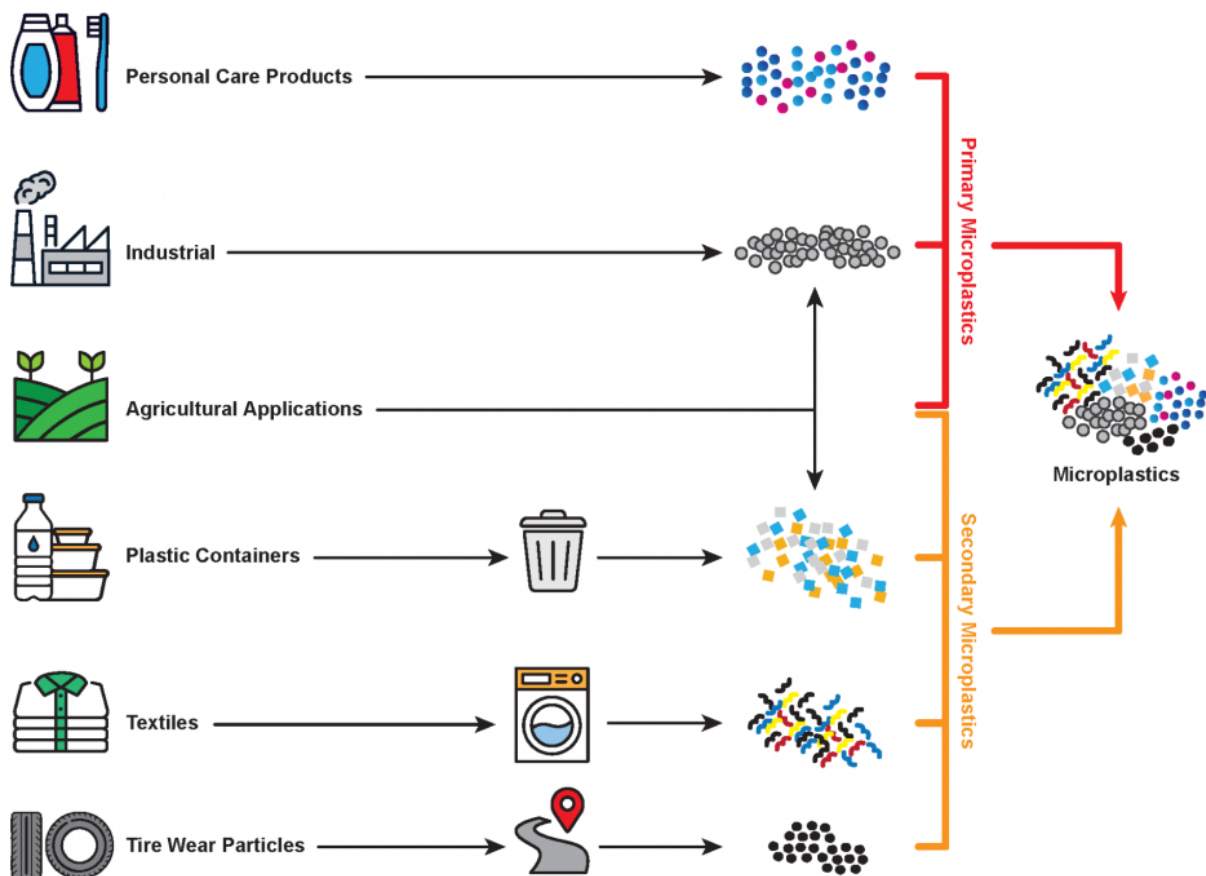 Personal Care Products
Primary Microplastics
Industrial
Agricultural Applications
Microplastics
Plastic Containers
Secondary Microplastics
Textiles
Tire Wear Particles